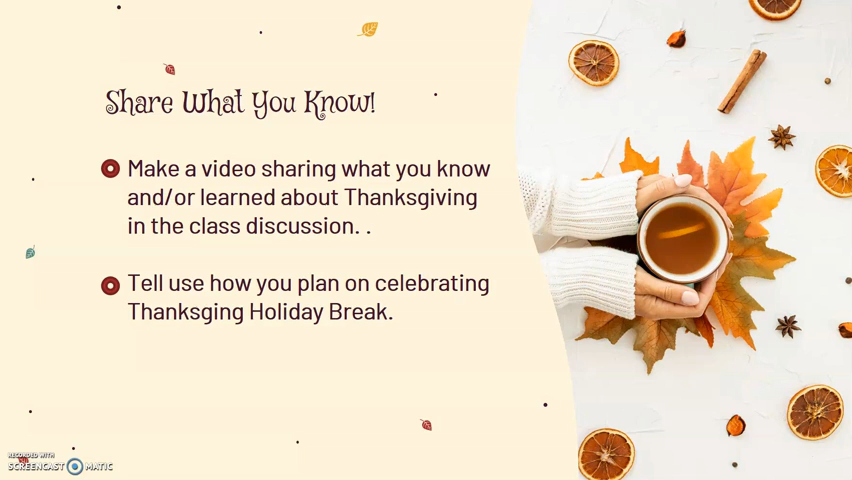 Share What You Know!
Make a video sharing what you know
and/or learned about Thanksgiving
in the class discussion. .
Tell use how you plan on celebrating
Thanksging Holiday Break.
RECORDED WITH
SCREENCAST MATIC